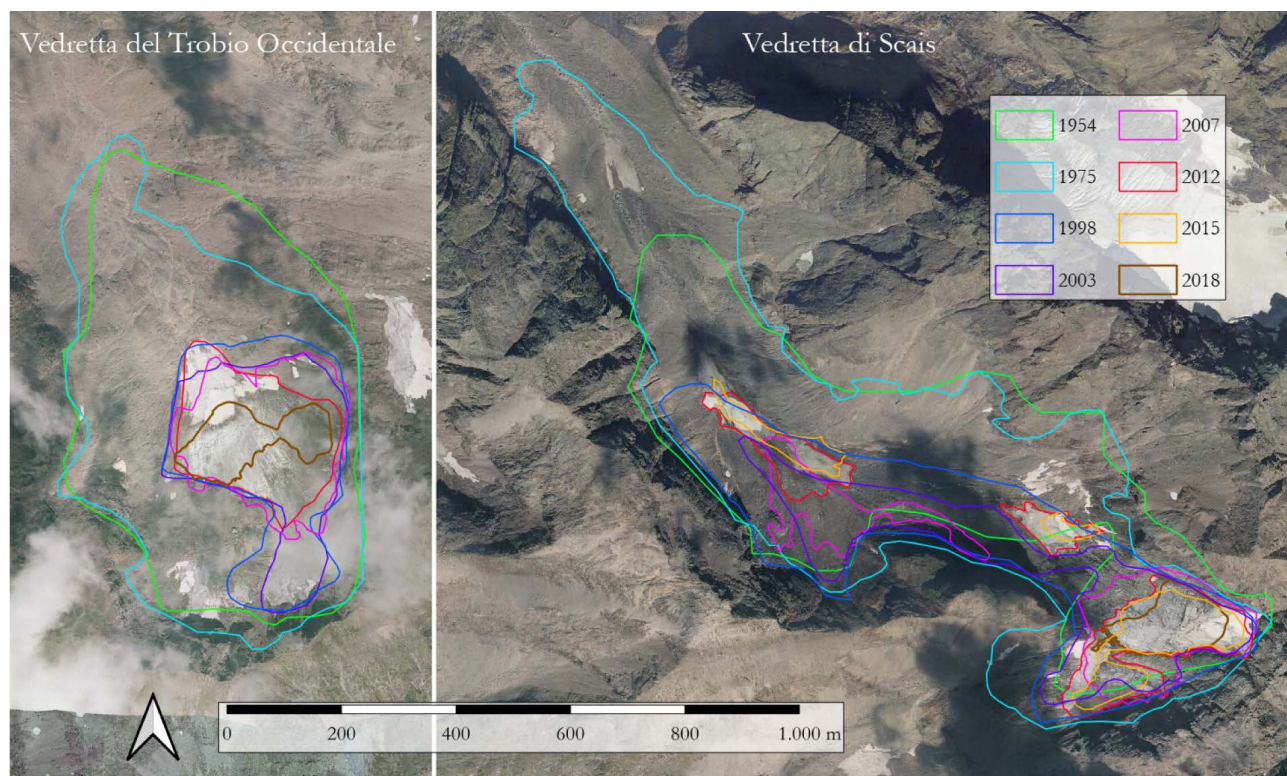 Vedretta del Trobio Occidentale
Vedretta di Scais
1954 2007
1975 2012
1998 2015
2003 2018
0 200 400 600 800 1.000 m